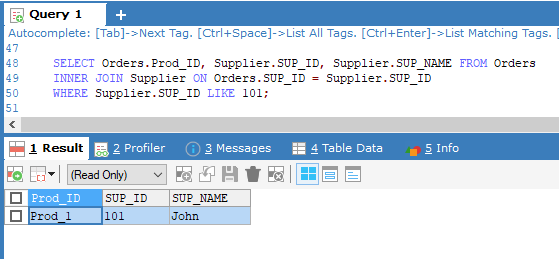 Query 1
Autocomplete: [Tab]->Next Tag. [Ctrl+Space]->List All Tags. [Ctrl+Enter]->List Matching Tags. [
47
48 SELECT Orders.Prod_ID, Supplier.SUP_ID, Supplier.SUP_NAME FROM Orders
49 INNER JOIN Supplier ON Orders.SUP_ID = Supplier.SUP_ID
50 WHERE Supplier.SUP_ID LIKE 101;
51
1 Result 2 Profiler 3 Messages 4 Table Data 5 Info
(Read Only)
Prod_ID SUP_ID SUP_NAME
Prod_1 101 John